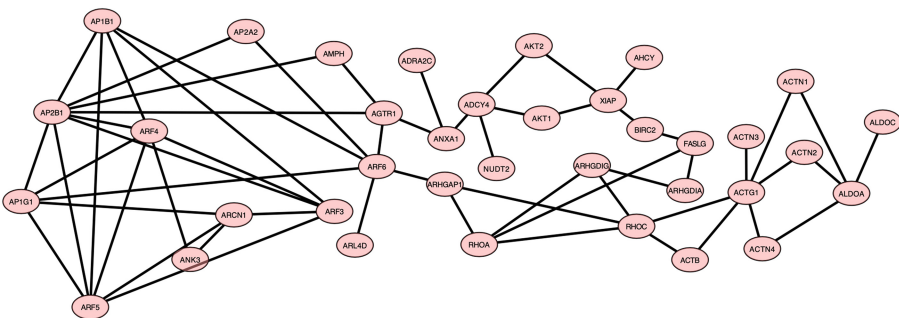 AP1B1
AP2A2
AMPH
ADRA2C
AKT2
AHCY
ACTN1
AP2B1
ARF4
AGTR1
ANXA1
ADCY4
AKT1
XIAP
BIRC2
FASLG
ACTN3
ACTN2
ALDOC
NUDT2
ARF6
ARHGAP1
ARHGDIG
ARHGDIA
ACTG1
ALDOA
AP1G1
ARCN1
ARF3
RHOC
ARL4D
RHOA
ACTN4
ANK3
ACTB
ARF5